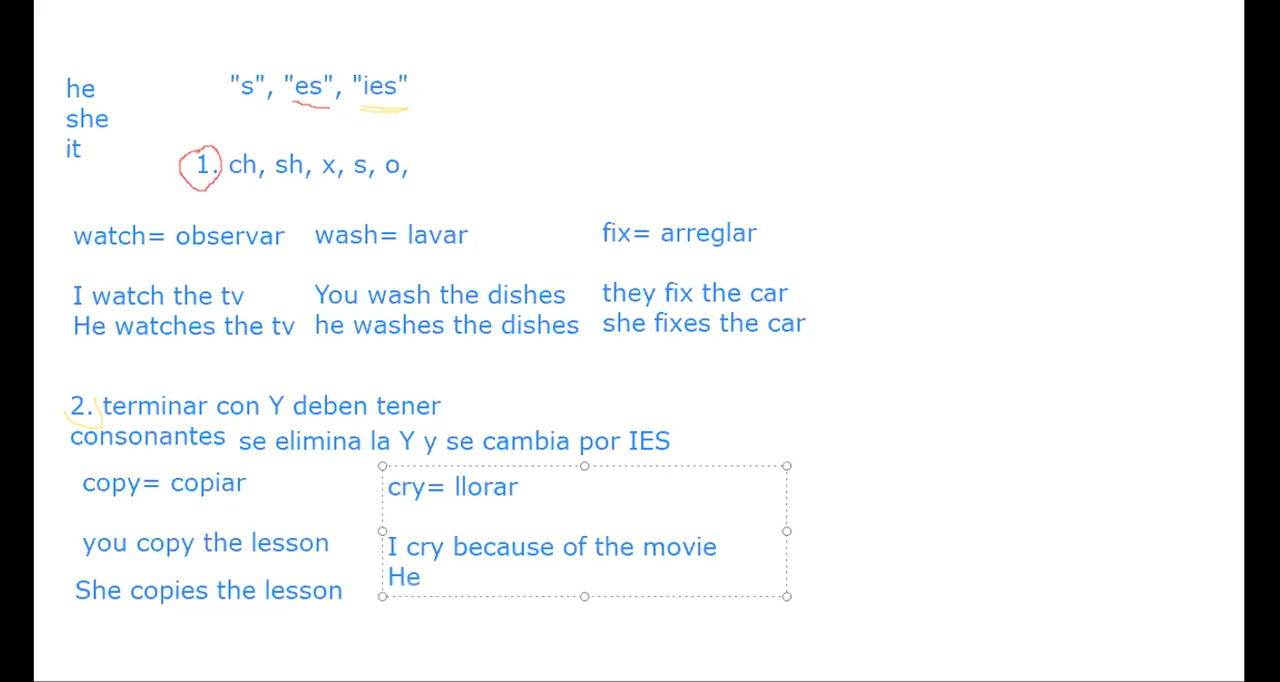 he
she
it
"s", "es", "ies"
1. ch, sh, x, s, o,
watch= observar
I watch the tv
He watches the tv
wash= lavar
You wash the dishes
he washes the dishes
fix= arreglar
they fix the car
she fixes the car
2. terminar con Y deben tener
consonantes se elimina la Y y se cambia por IES
copy= copiar
you copy the lesson
She copies the lesson
cry= llorar
I cry because of the movie
He